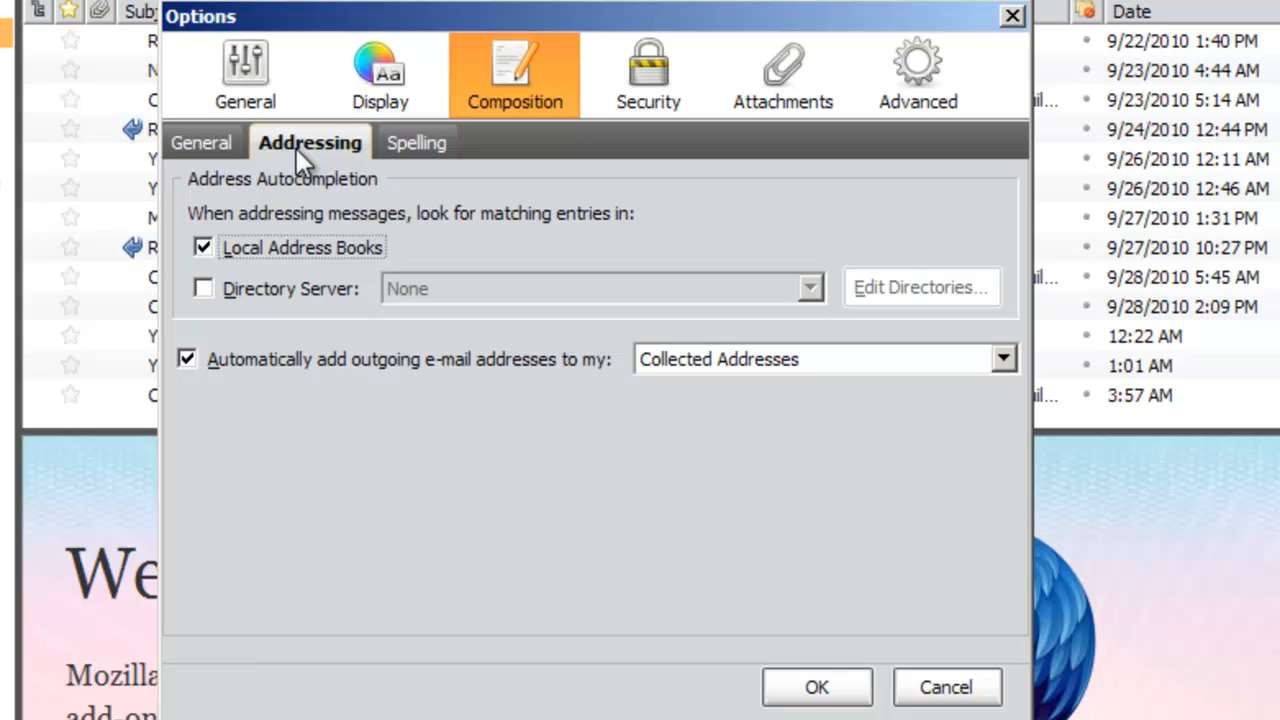 Options
Subj
Date
General
Display
Composition
Security
Attachments
Advanced
General
Addressing
Spelling
Address Autocompletion
When addressing messages, look for matching entries in:
Local Address Books
Directory Server:
None
Edit Directories...
Automatically add outgoing e-mail addresses to my:
Collected Addresses
OK
Cancel
R
N
C
R
Y
Y
M
R
C
C
Y
Y
C
9/22/2010 1:40 PM
9/23/2010 4:44 AM
il... 9/23/2010 5:14 AM
9/24/2010 12:44 PM
9/26/2010 12:11 AM
9/26/2010 12:46 AM
9/27/2010 1:31 PM
9/27/2010 10:27 PM
il... 9/28/2010 5:45 AM
9/28/2010 2:09 PM
12:22 AM
1:01 AM
il... 3:57 AM
We
Mozilla
add-on